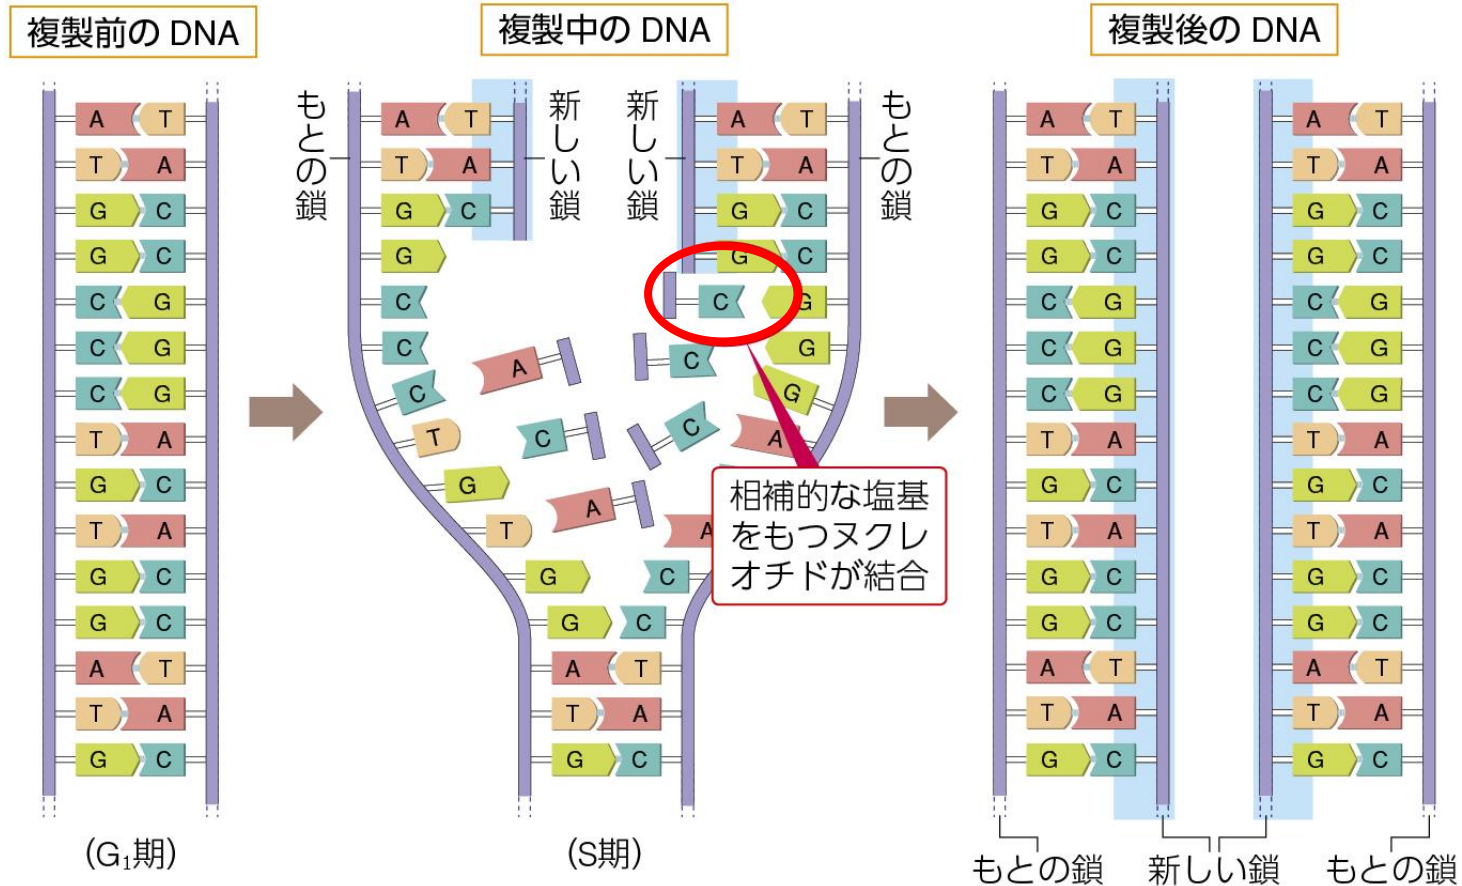 複製前の DNA
A T
T A
G C
G C
C G
C G
C G
T A
G C
T A
G C
G C
A T
T A
G C
(G₁期)
複製中の DNA
もとの鎖
新しい鎖
新しい鎖
もとの鎖
A T A T
T A T A
G C G C
G G C
C C G
C A C G
C G
T C C A
G A
T A
G C
G C
A T
T A
G C
相補的な塩基
をもつヌクレ
オチドが結合
(S期)
複製後の DNA
A T A T
T A T A
G C G C
G C G C
C G C G
C G C G
C G C G
T A T A
G C G C
T A T A
G C G C
G C G C
A T A T
T A T A
G C G C
もとの鎖
新しい鎖
もとの鎖